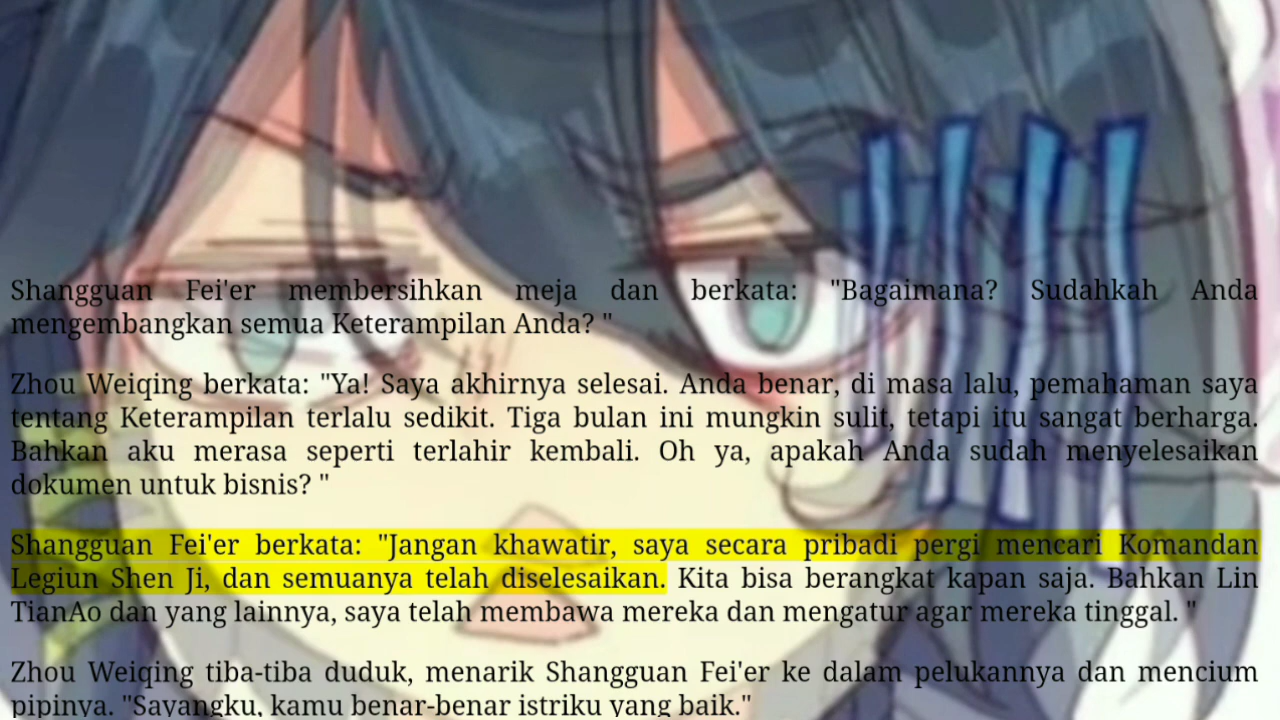 Shangguan Fei'er membersihkan meja dan berkata: "Bagaimana? Sudahkah Anda
mengembangkan semua Keterampilan Anda? "
Zhou Weiqing berkata: "Ya! Saya akhirnya selesai. Anda benar, di masa lalu, pemahaman saya
tentang Keterampilan terlalu sedikit. Tiga bulan ini mungkin sulit, tetapi itu sangat berharga.
Bahkan aku merasa seperti terlahir kembali. Oh ya, apakah Anda sudah menyelesaikan
dokumen untuk bisnis? "
Shangguan Fei'er berkata: "Jangan khawatir, saya secara pribadi pergi mencari Komandan
Legiun Shen Ji, dan semuanya telah diselesaikan. Kita bisa berangkat kapan saja. Bahkan Lin
TianAo dan yang lainnya, saya telah membawa mereka dan mengatur agar mereka tinggal. "
Zhou Weiqing tiba-tiba duduk, menarik Shangguan Fei'er ke dalam pelukannya dan mencium
pipinya. "Sayangku, kamu benar-benar istriku yang baik."